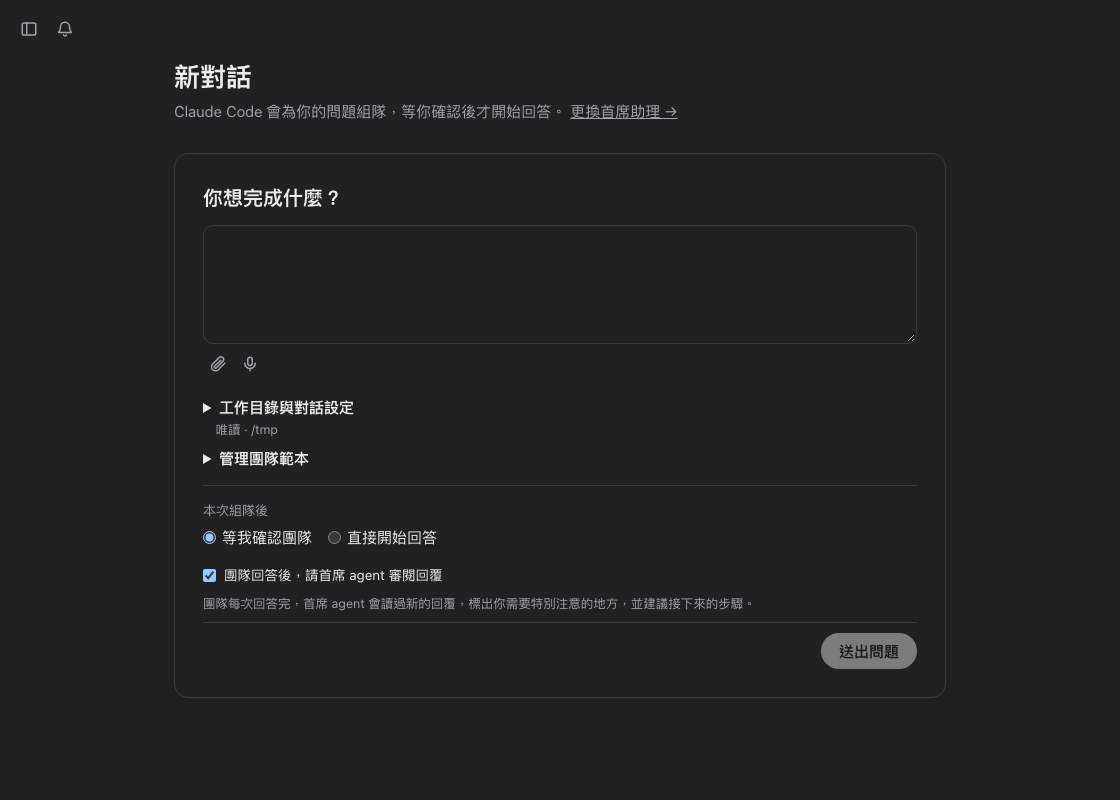 新對話
Claude Code 會為你的問題組隊，等你確認後才開始回答。 更換首席助理 →
你想完成什麼？
工作目錄與對話設定
唯讀 · /tmp
管理團隊範本
本次組隊後
等我確認團隊 直接開始回答
團隊回答後，請首席 agent 審閱回覆
團隊每次回答完，首席 agent 會讀過新的回覆，標出你需要特別注意的地方，並建議接下來的步驟。
送出問題